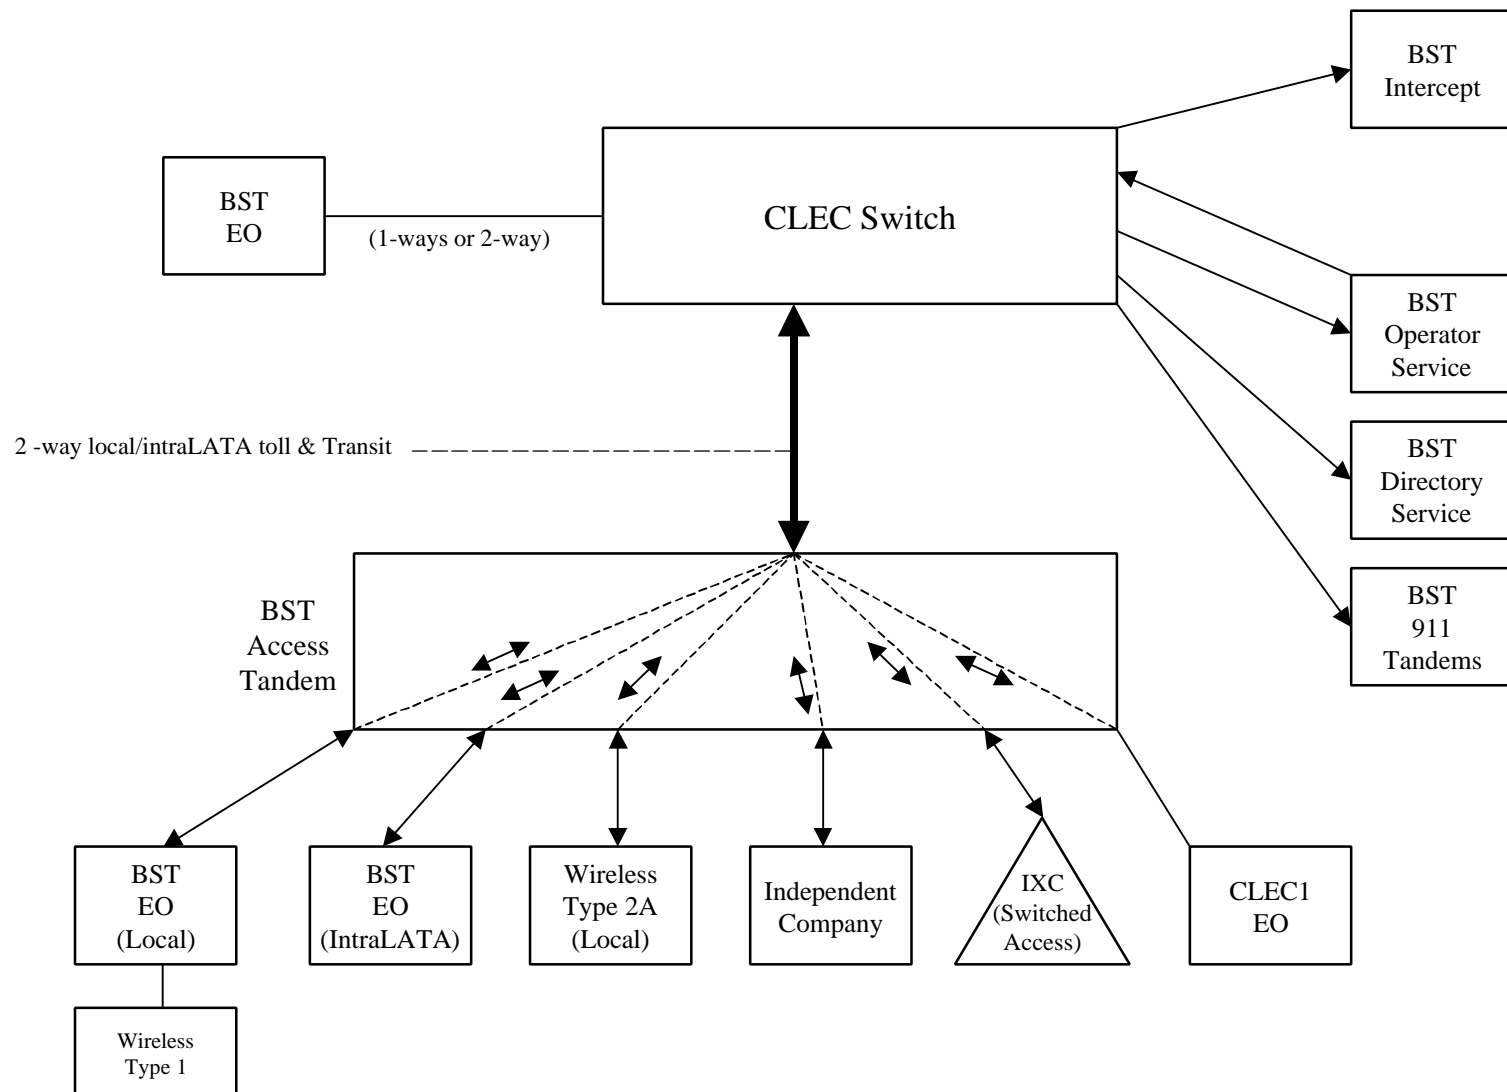 BST
Intercept
BST
EO
(1-ways or 2-way)
CLEC Switch
BST
Operator
Service
2 -way local/intraLATA toll & Transit
BST
Directory
Service
BST
Access
Tandem
BST
911
Tandems
BST
EO
(Local)
BST
EO
(IntraLATA)
Wireless
Type 2A
(Local)
Independent
Company
IXC
(Switched
Access)
CLEC1
EO
Wireless
Type 1